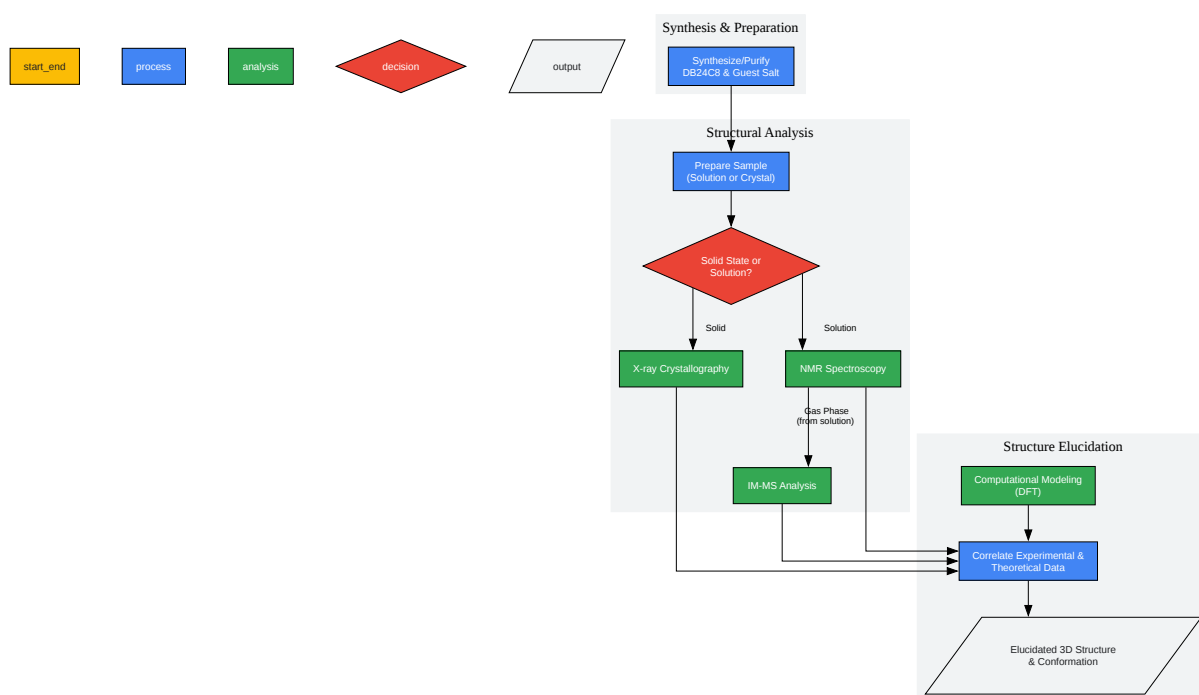 start_end
process
analysis
decision
output
Synthesis & Preparation
Synthesize/Purify
DB24C8 & Guest Salt
Structural Analysis
Prepare Sample
(Solution or Crystal)
Solid State or
Solution?
Solid
Solution
X-ray Crystallography
NMR Spectroscopy
Gas Phase
(from solution)
IM-MS Analysis
Structure Elucidation
Computational Modeling
(DFT)
Correlate Experimental &
Theoretical Data
Elucidated 3D Structure
& Conformation